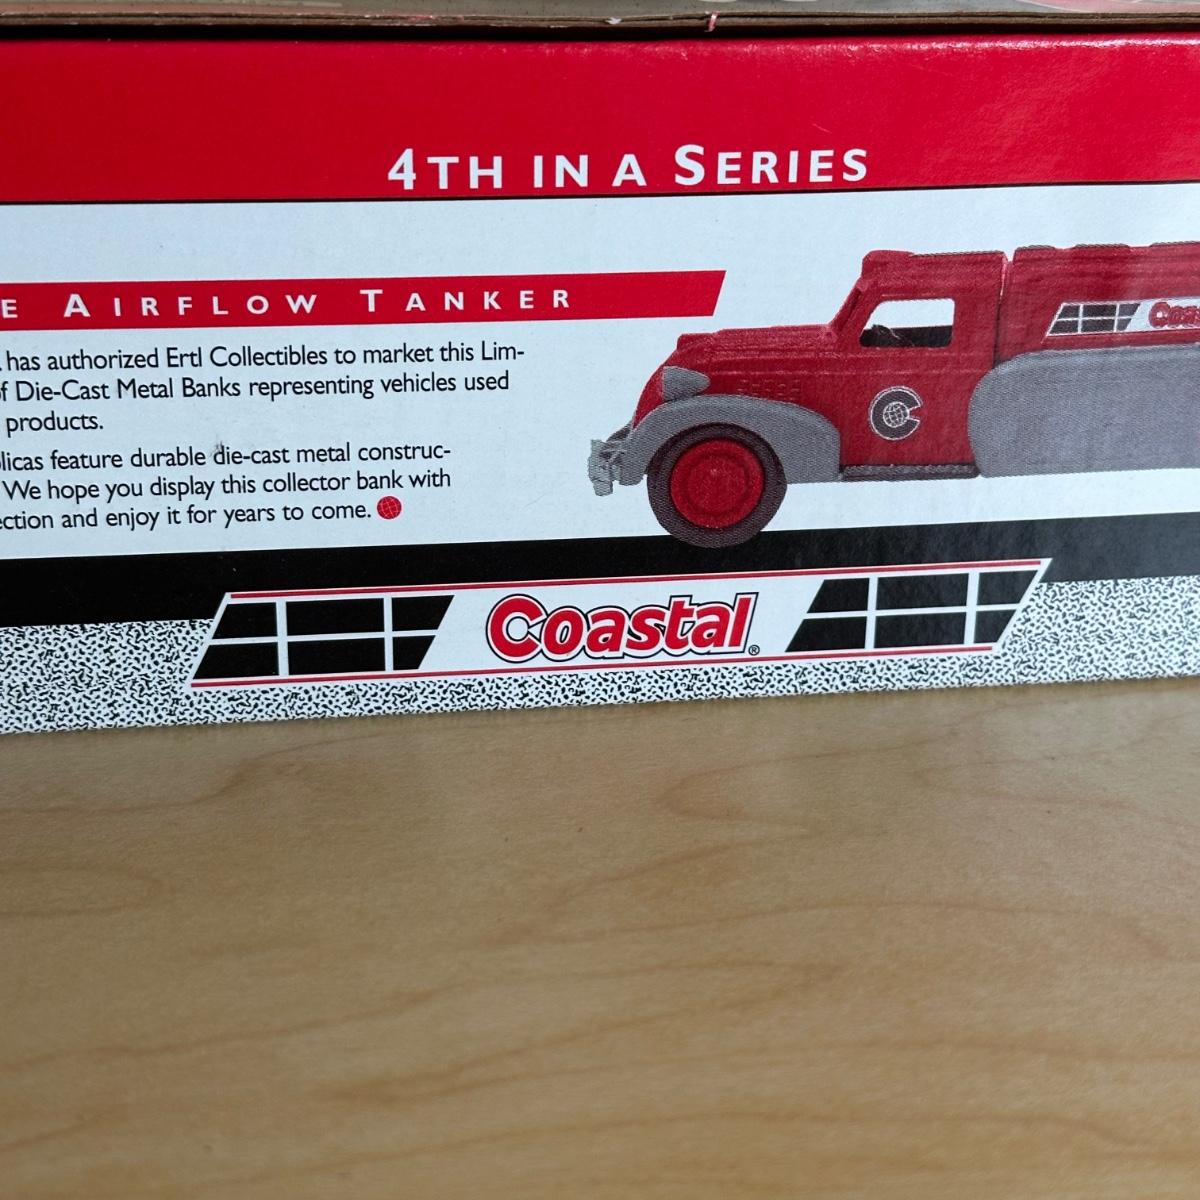 4TH IN A SERIES
E AIRFLOW TANKER
has authorized Ertl Collectibles to market this Lim-
of Die-Cast Metal Banks representing vehicles used
products.
licas feature durable die-cast metal construc-
We hope you display this collector bank with
ection and enjoy it for years to come.
C
Coastal®